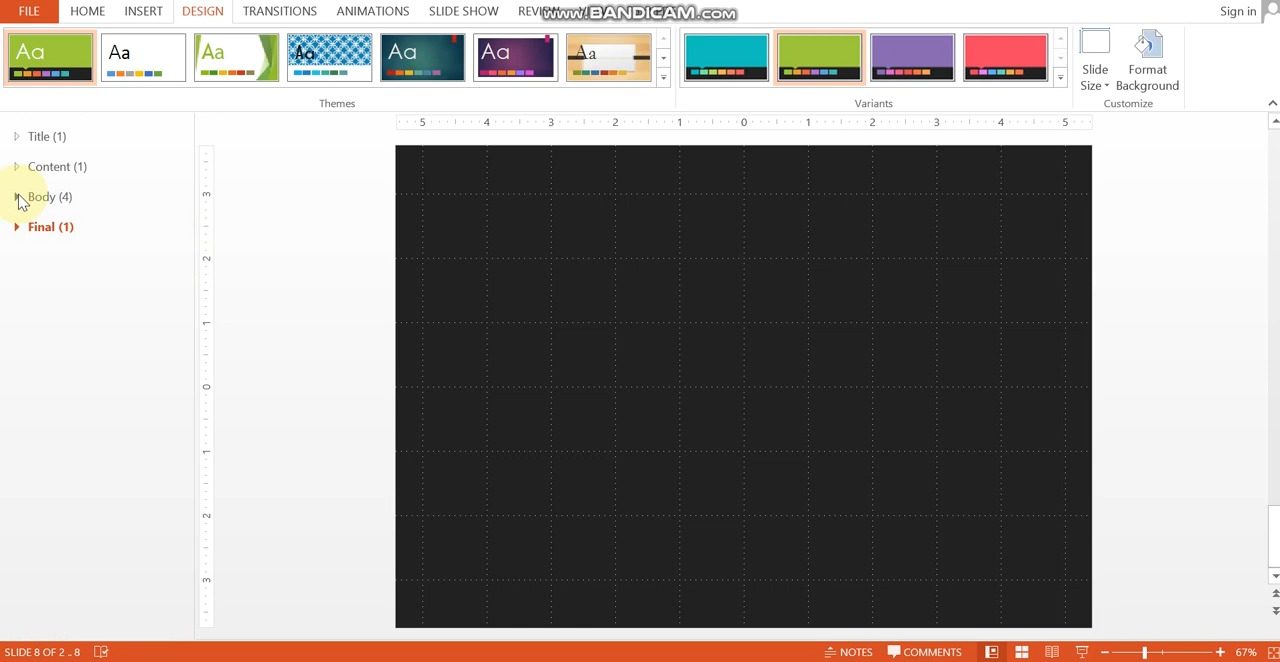 FILE HOME INSERT DESIGN TRANSITIONS ANIMATIONS SLIDE SHOW REVIEW Sign in
www.BANDICAM.com
Aa Aa Aa Aa Aa Aa Aa
Slide Size Format Background
Themes Variants Customize
5 4 3 2 1 0 1 2 3 4 5
Title (1)
Content (1)
Body (4)
Final (1)
3
2
1
0
1
2
3
SLIDE 8 OF 2 .. 8 NOTES COMMENTS 67%